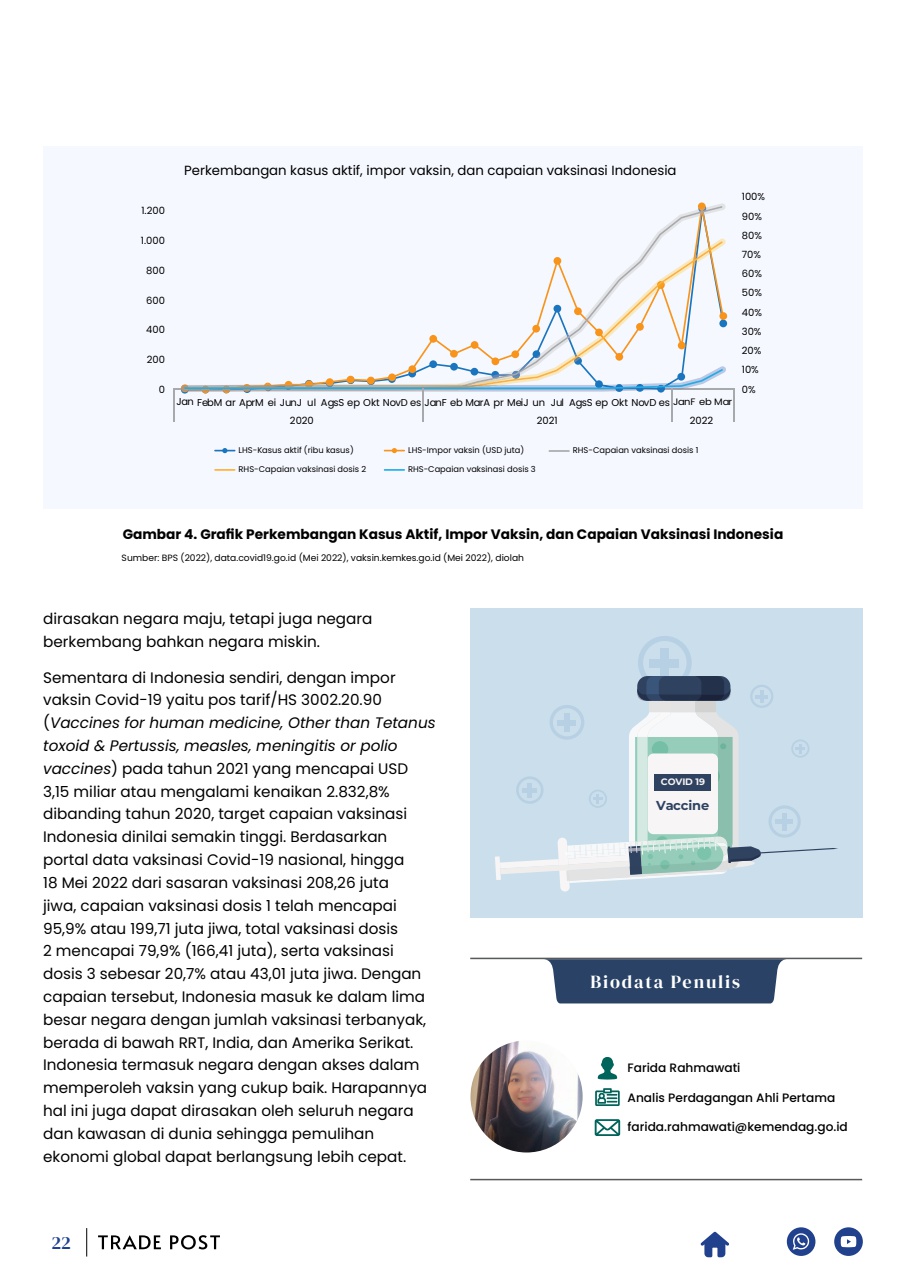 Perkembangan kasus aktif, impor vaksin, dan capaian vaksinasi Indonesia
1.200
1.000
800
600
400
200
0
100%
90%
80%
70%
60%
50%
40%
30%
20%
10%
0%
Jan FebM ar AprM ei JunJ ul AgsS ep Okt NovD es JanF eb MarA pr MeiJ un Jul AgsS ep Okt NovD es JanF eb Mar
2020 2021 2022
LHS-Kasus aktif (ribu kasus) LHS-Impor vaksin (USD juta) RHS-Capaian vaksinasi dosis 1
RHS-Capaian vaksinasi dosis 2 RHS-Capaian vaksinasi dosis 3
Gambar 4. Grafik Perkembangan Kasus Aktif, Impor Vaksin, dan Capaian Vaksinasi Indonesia
Sumber: BPS (2022), data.covid19.go.id (Mei 2022), vaksin.kemkes.go.id (Mei 2022), diolah
dirasakan negara maju, tetapi juga negara
berkembang bahkan negara miskin.
Sementara di Indonesia sendiri, dengan impor
vaksin Covid-19 yaitu pos tarif/HS 3002.20.90
(Vaccines for human medicine, Other than Tetanus
toxoid & Pertussis, measles, meningitis or polio
vaccines) pada tahun 2021 yang mencapai USD
3,15 miliar atau mengalami kenaikan 2.832,8%
dibanding tahun 2020, target capaian vaksinasi
Indonesia dinilai semakin tinggi. Berdasarkan
portal data vaksinasi Covid-19 nasional, hingga
18 Mei 2022 dari sasaran vaksinasi 208,26 juta
jiwa, capaian vaksinasi dosis 1 telah mencapai
95,9% atau 199,71 juta jiwa, total vaksinasi dosis
2 mencapai 79,9% (166,41 juta), serta vaksinasi
dosis 3 sebesar 20,7% atau 43,01 juta jiwa. Dengan
capaian tersebut, Indonesia masuk ke dalam lima
besar negara dengan jumlah vaksinasi terbanyak,
berada di bawah RRT, India, dan Amerika Serikat.
Indonesia termasuk negara dengan akses dalam
memperoleh vaksin yang cukup baik. Harapannya
hal ini juga dapat dirasakan oleh seluruh negara
dan kawasan di dunia sehingga pemulihan
ekonomi global dapat berlangsung lebih cepat.
COVID 19
Vaccine
Biodata Penulis
Farida Rahmawati
Analis Perdagangan Ahli Pertama
farida.rahmawati@kemendag.go.id
22 TRADE POST